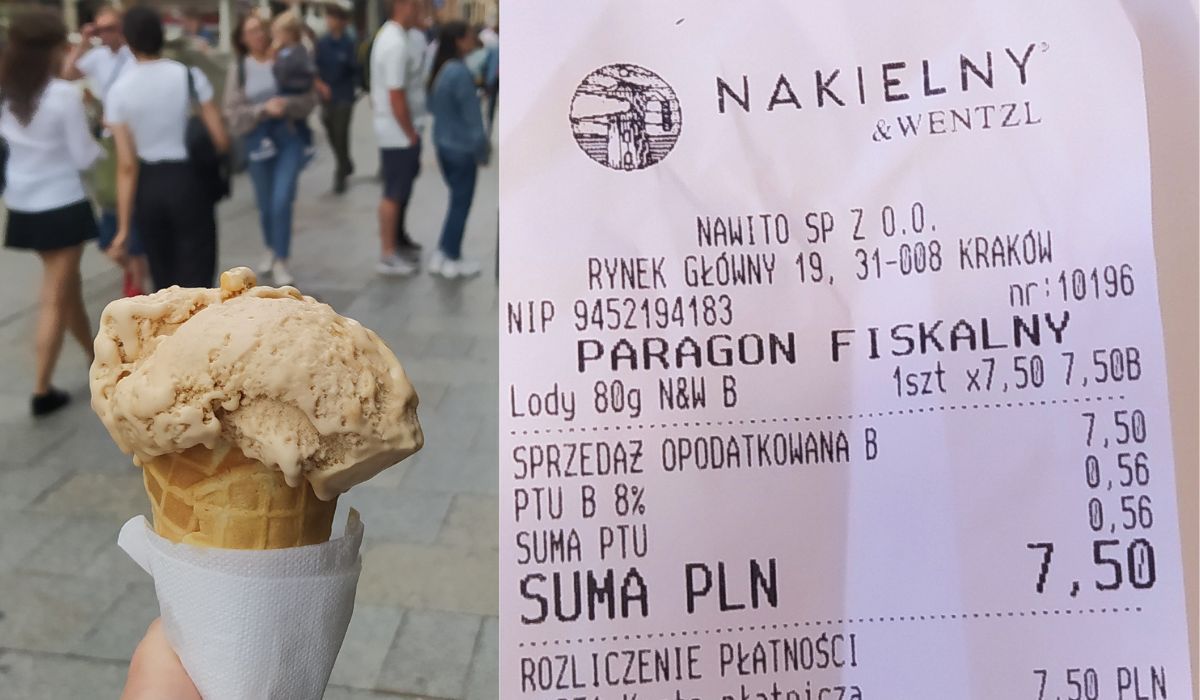 NAKIELNY
&WENTZL
NAWITO SP Z O.O.
RYNEK GŁÓWNY 19, 31-008 KRAKÓW
NIP 9452194183 nr:10196
PARAGON FISKALNY
Lody 80g N&W B 1szt x7,50 7,50B
SPRZEDAŻ OPODATKOWANA B 7,50
PTU B 8% 0,56
SUMA PTU 0,56
SUMA PLN 7,50
ROZLICZENIE PŁATNOŚCI
Karta płatnicza 7,50 PLN